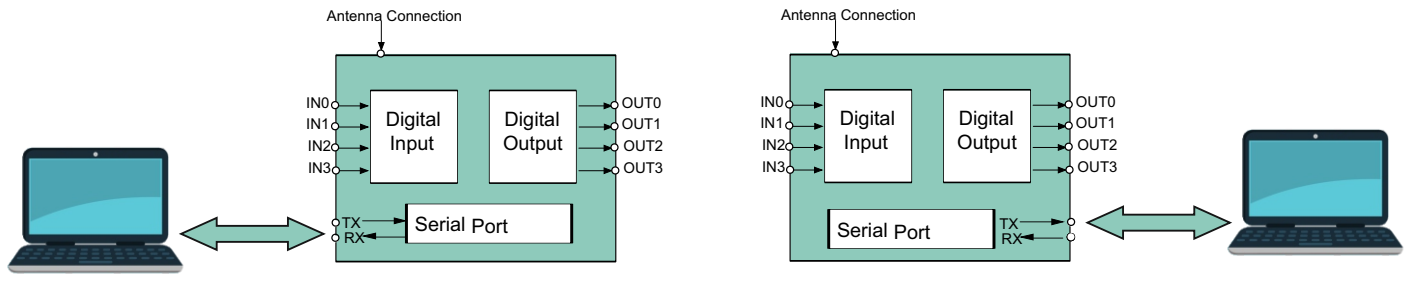 Antenna Connection
IN0
IN1
IN2
IN3
Digital
Input
Digital
Output
OUT0
OUT1
OUT2
OUT3
TX
RX
Serial Port
Antenna Connection
IN0
IN1
IN2
IN3
Digital
Input
Digital
Output
OUT0
OUT1
OUT2
OUT3
Serial Port
TX
RX